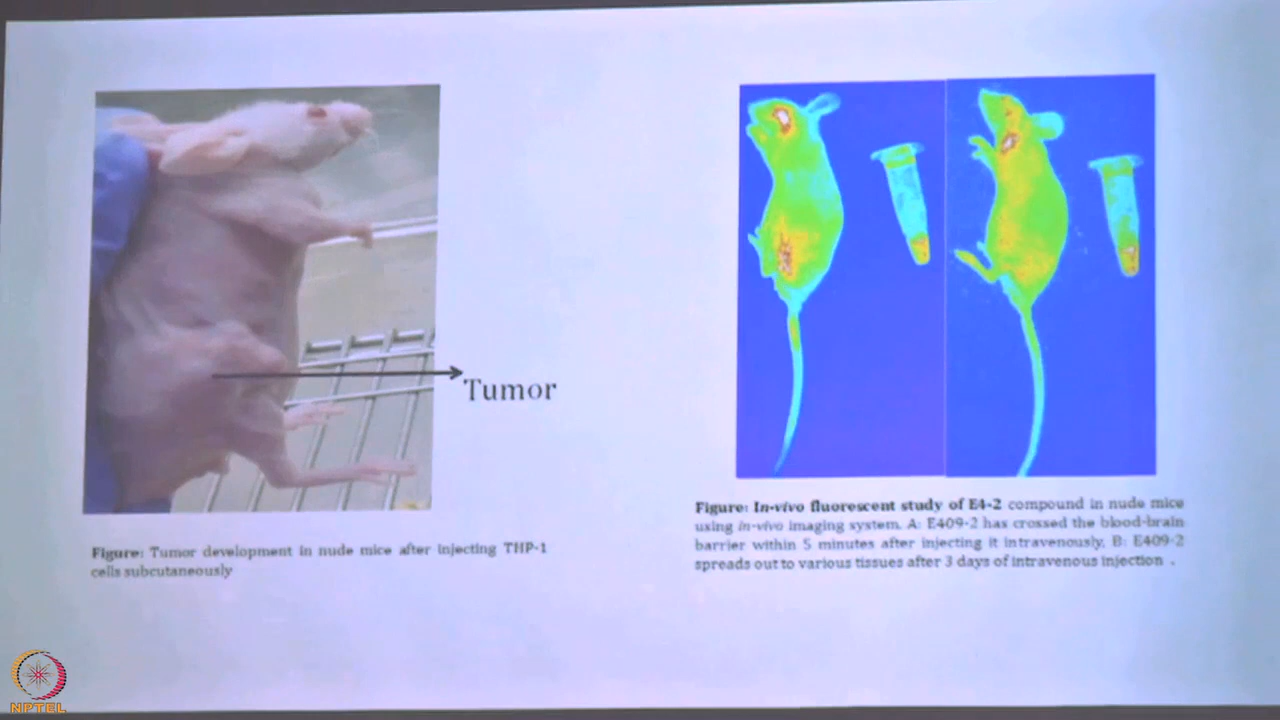 Tumor
Figure: Tumor development in nude mice after injecting THP-1
cells subcutaneously
Figure: In-vivo fluorescent study of E4-2 compound in nude mice
using in-vivo imaging system. A: E409-2 has crossed the blood-brain
barrier within 5 minutes after injecting it intravenously, B: E409-2
spreads out to various tissues after 3 days of intravenous injection .
NPTEL